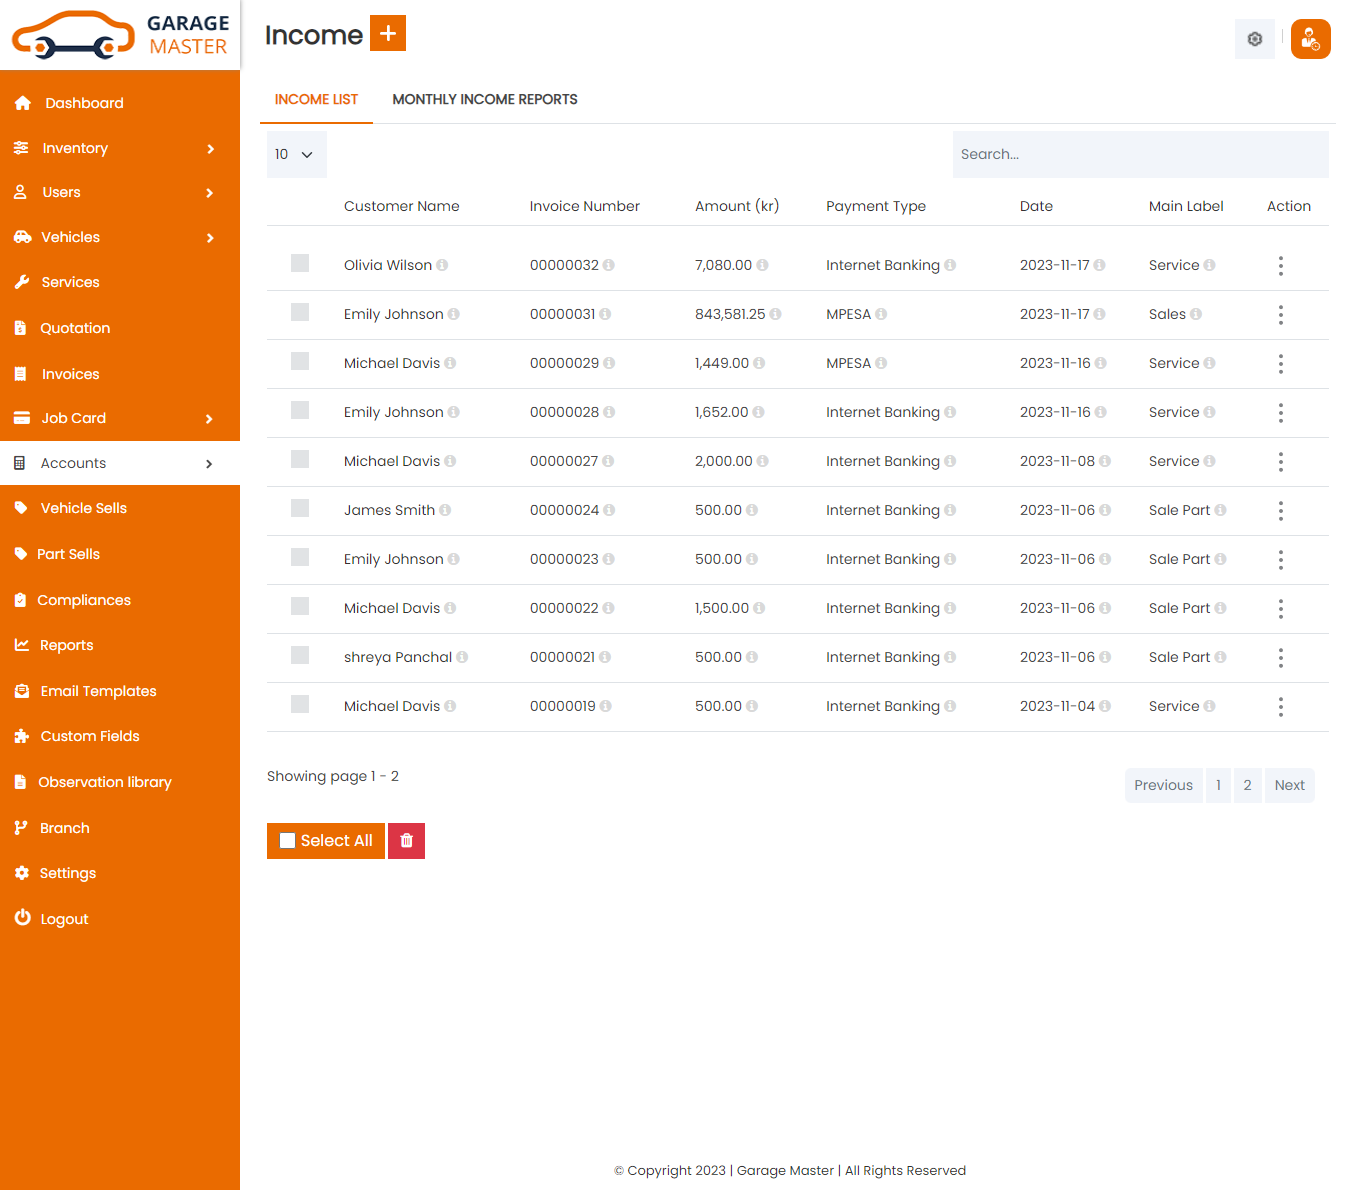 GARAGE
MASTER
Income +
Dashboard
Inventory
Users
Vehicles
Services
Quotation
Invoices
Job Card
Accounts
Vehicle Sells
Part Sells
Compliances
Reports
Email Templates
Custom Fields
Observation library
Branch
Settings
Logout
INCOME LIST MONTHLY INCOME REPORTS
10 Search...
Customer Name Invoice Number Amount (kr) Payment Type Date Main Label Action
Olivia Wilson 00000032 7,080.00 Internet Banking 2023-11-17 Service
Emily Johnson 00000031 843,581.25 MPESA 2023-11-17 Sales
Michael Davis 00000029 1,449.00 MPESA 2023-11-16 Service
Emily Johnson 00000028 1,652.00 Internet Banking 2023-11-16 Service
Michael Davis 00000027 2,000.00 Internet Banking 2023-11-08 Service
James Smith 00000024 500.00 Internet Banking 2023-11-06 Sale Part
Emily Johnson 00000023 500.00 Internet Banking 2023-11-06 Sale Part
Michael Davis 00000022 1,500.00 Internet Banking 2023-11-06 Sale Part
shreya Panchal 00000021 500.00 Internet Banking 2023-11-06 Sale Part
Michael Davis 00000019 500.00 Internet Banking 2023-11-04 Service
Showing page 1 - 2
Previous 1 2 Next
Select All
© Copyright 2023 | Garage Master | All Rights Reserved